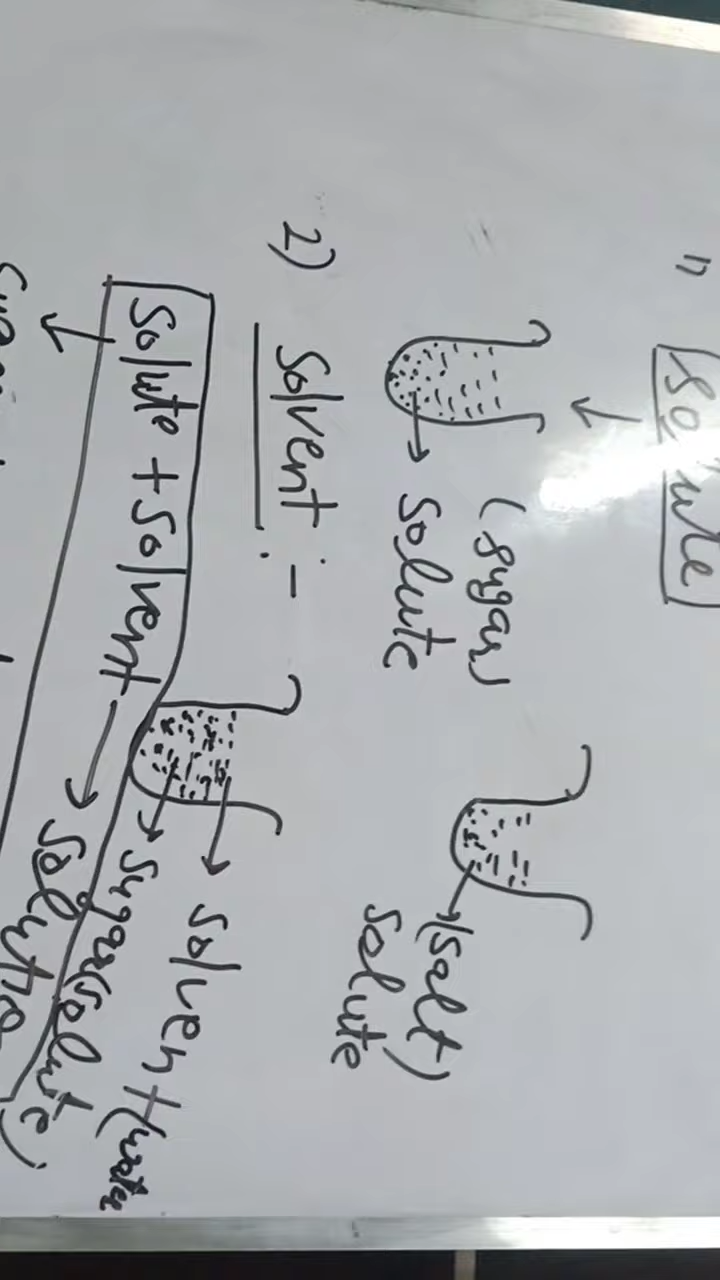 1) Solute
(sugar)
Solute
(Salt)
Solute
2) Solvent :-
Solvent (water
Sugar (Solute)
Solute + Solvent → Solution